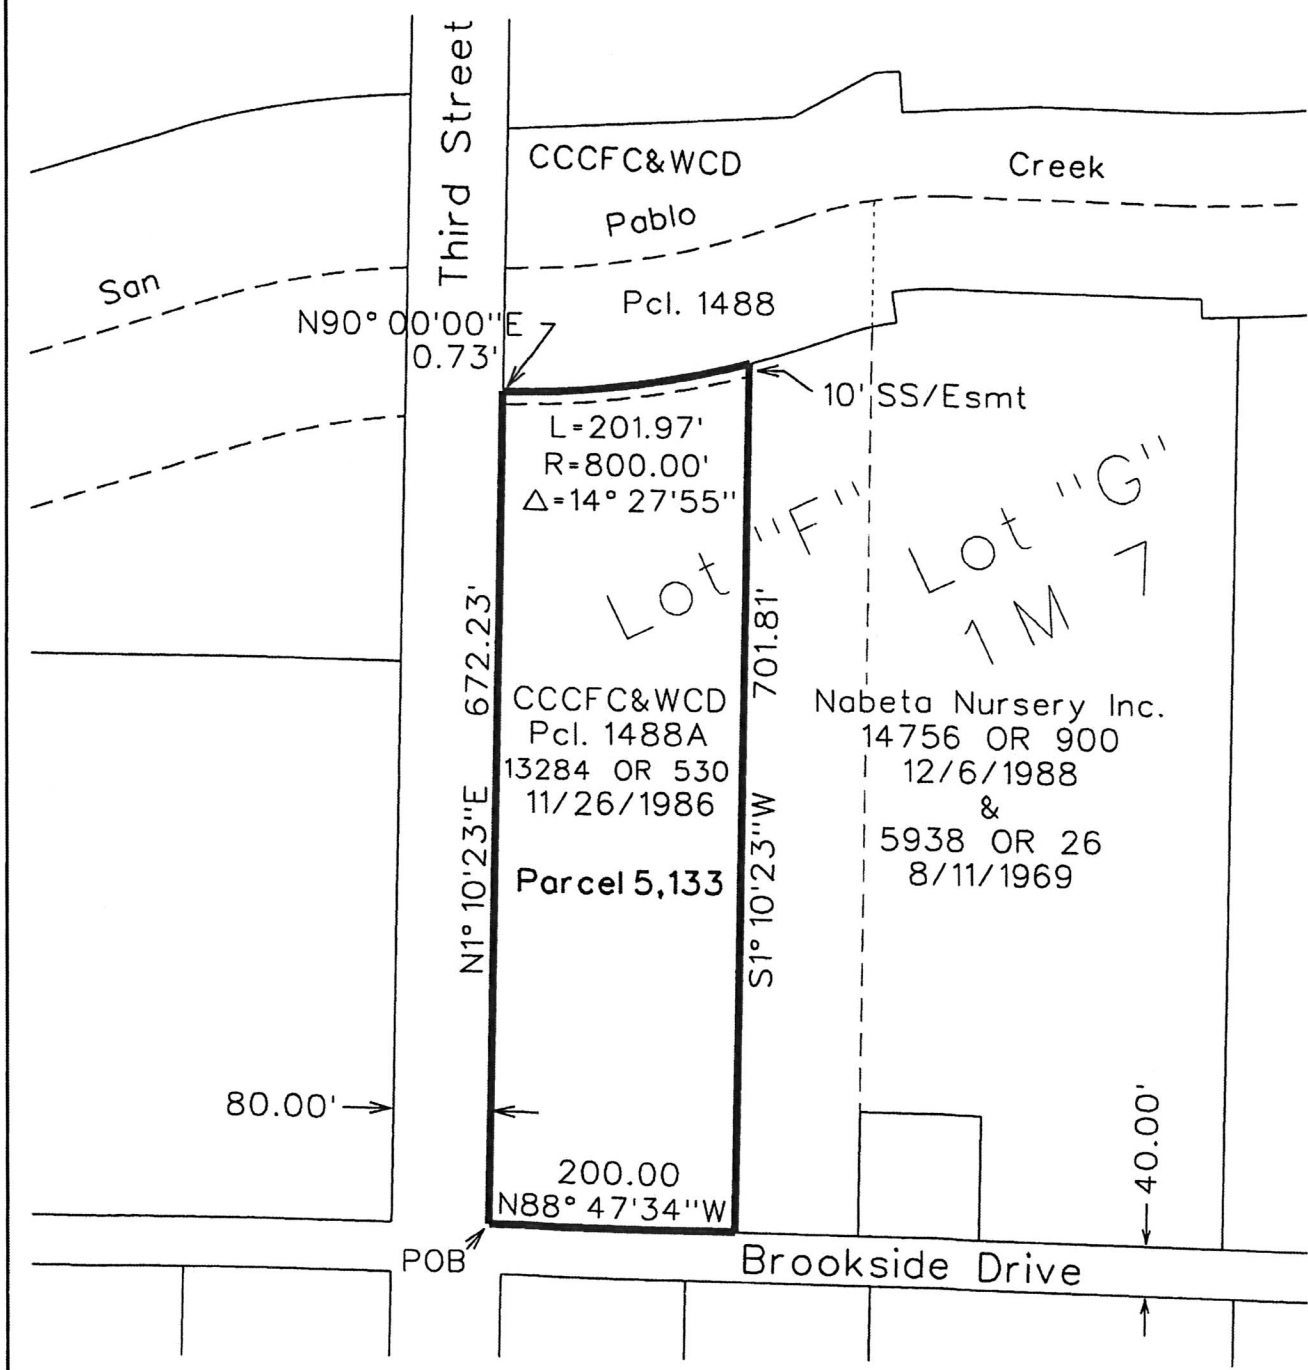 Third Street
CCCFC&WCD
Creek
Pablo
San
Pcl. 1488
N90° 00'00"E
0.73'
10' SS/Esmt
L=201.97'
R=800.00'
△=14° 27'55"
Lot "F"
Lot "G"
1 M 7
N1° 10'23"E 672.23'
S1° 10'23"W 701.81'
CCCFC&WCD
Pcl. 1488A
13284 OR 530
11/26/1986
Parcel 5,133
Nabeta Nursery Inc.
14756 OR 900
12/6/1988
&
5938 OR 26
8/11/1969
80.00'
40.00'
200.00
N88° 47'34"W
POB
Brookside Drive